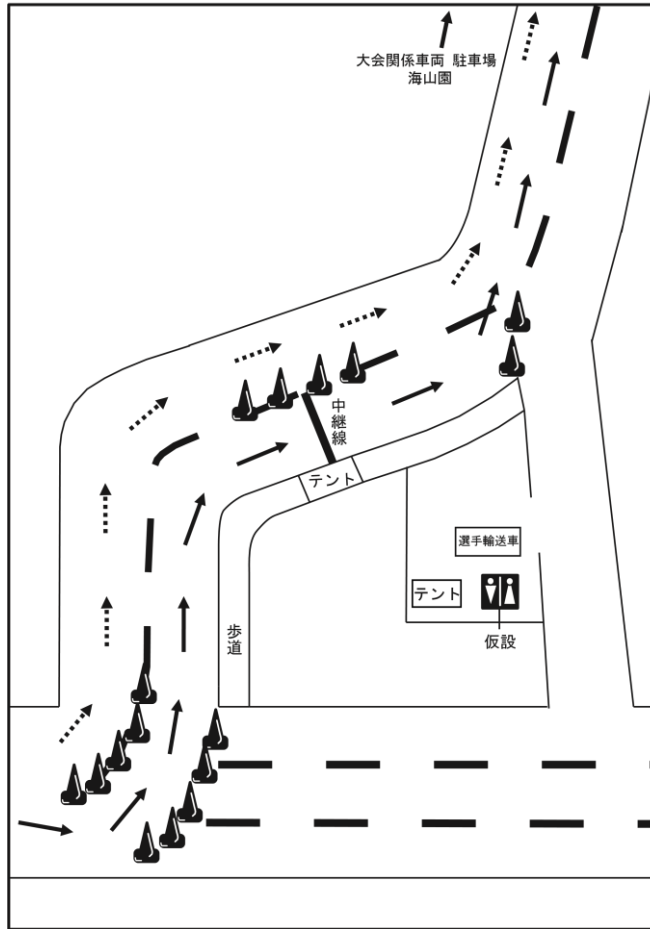 大会関係車両 駐車場
海山園
中継線
テント
選手輸送車
テント
仮設
歩道